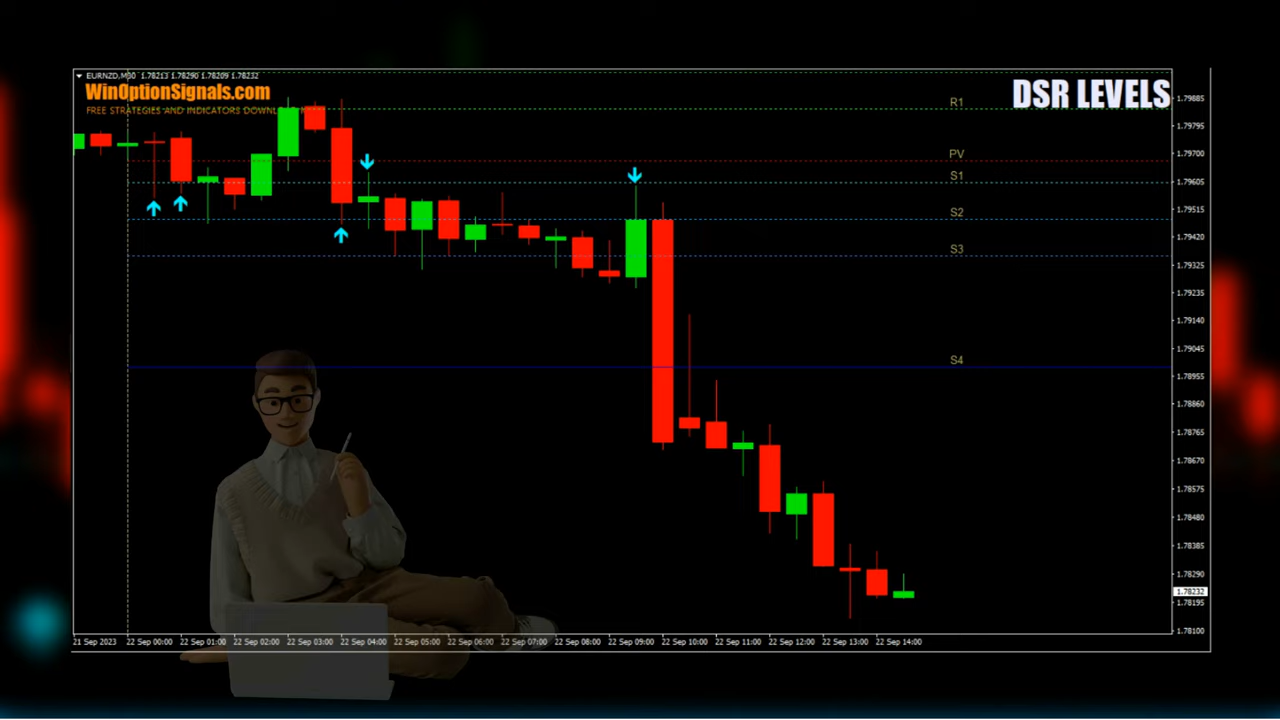 EURNZD,M30 1.78213 1.78290 1.78209 1.78232
WinOptionSignals.com
FREE STRATEGIES AND INDICATORS DOWNL
DSR LEVELS
R1
PV
S1
S2
S3
S4
1.79885
1.79795
1.79700
1.79605
1.79515
1.79420
1.79325
1.79235
1.79140
1.79045
1.78955
1.78860
1.78765
1.78670
1.78575
1.78480
1.78385
1.78290
1.78232
1.78195
1.78100
21 Sep 2023 22 Sep 00:00 22 Sep 01:00 22 Sep 02:00 22 Sep 03:00 22 Sep 04:00 22 Sep 05:00 22 Sep 06:00 22 Sep 07:00 22 Sep 08:00 22 Sep 09:00 22 Sep 10:00 22 Sep 11:00 22 Sep 12:00 22 Sep 13:00 22 Sep 14:00